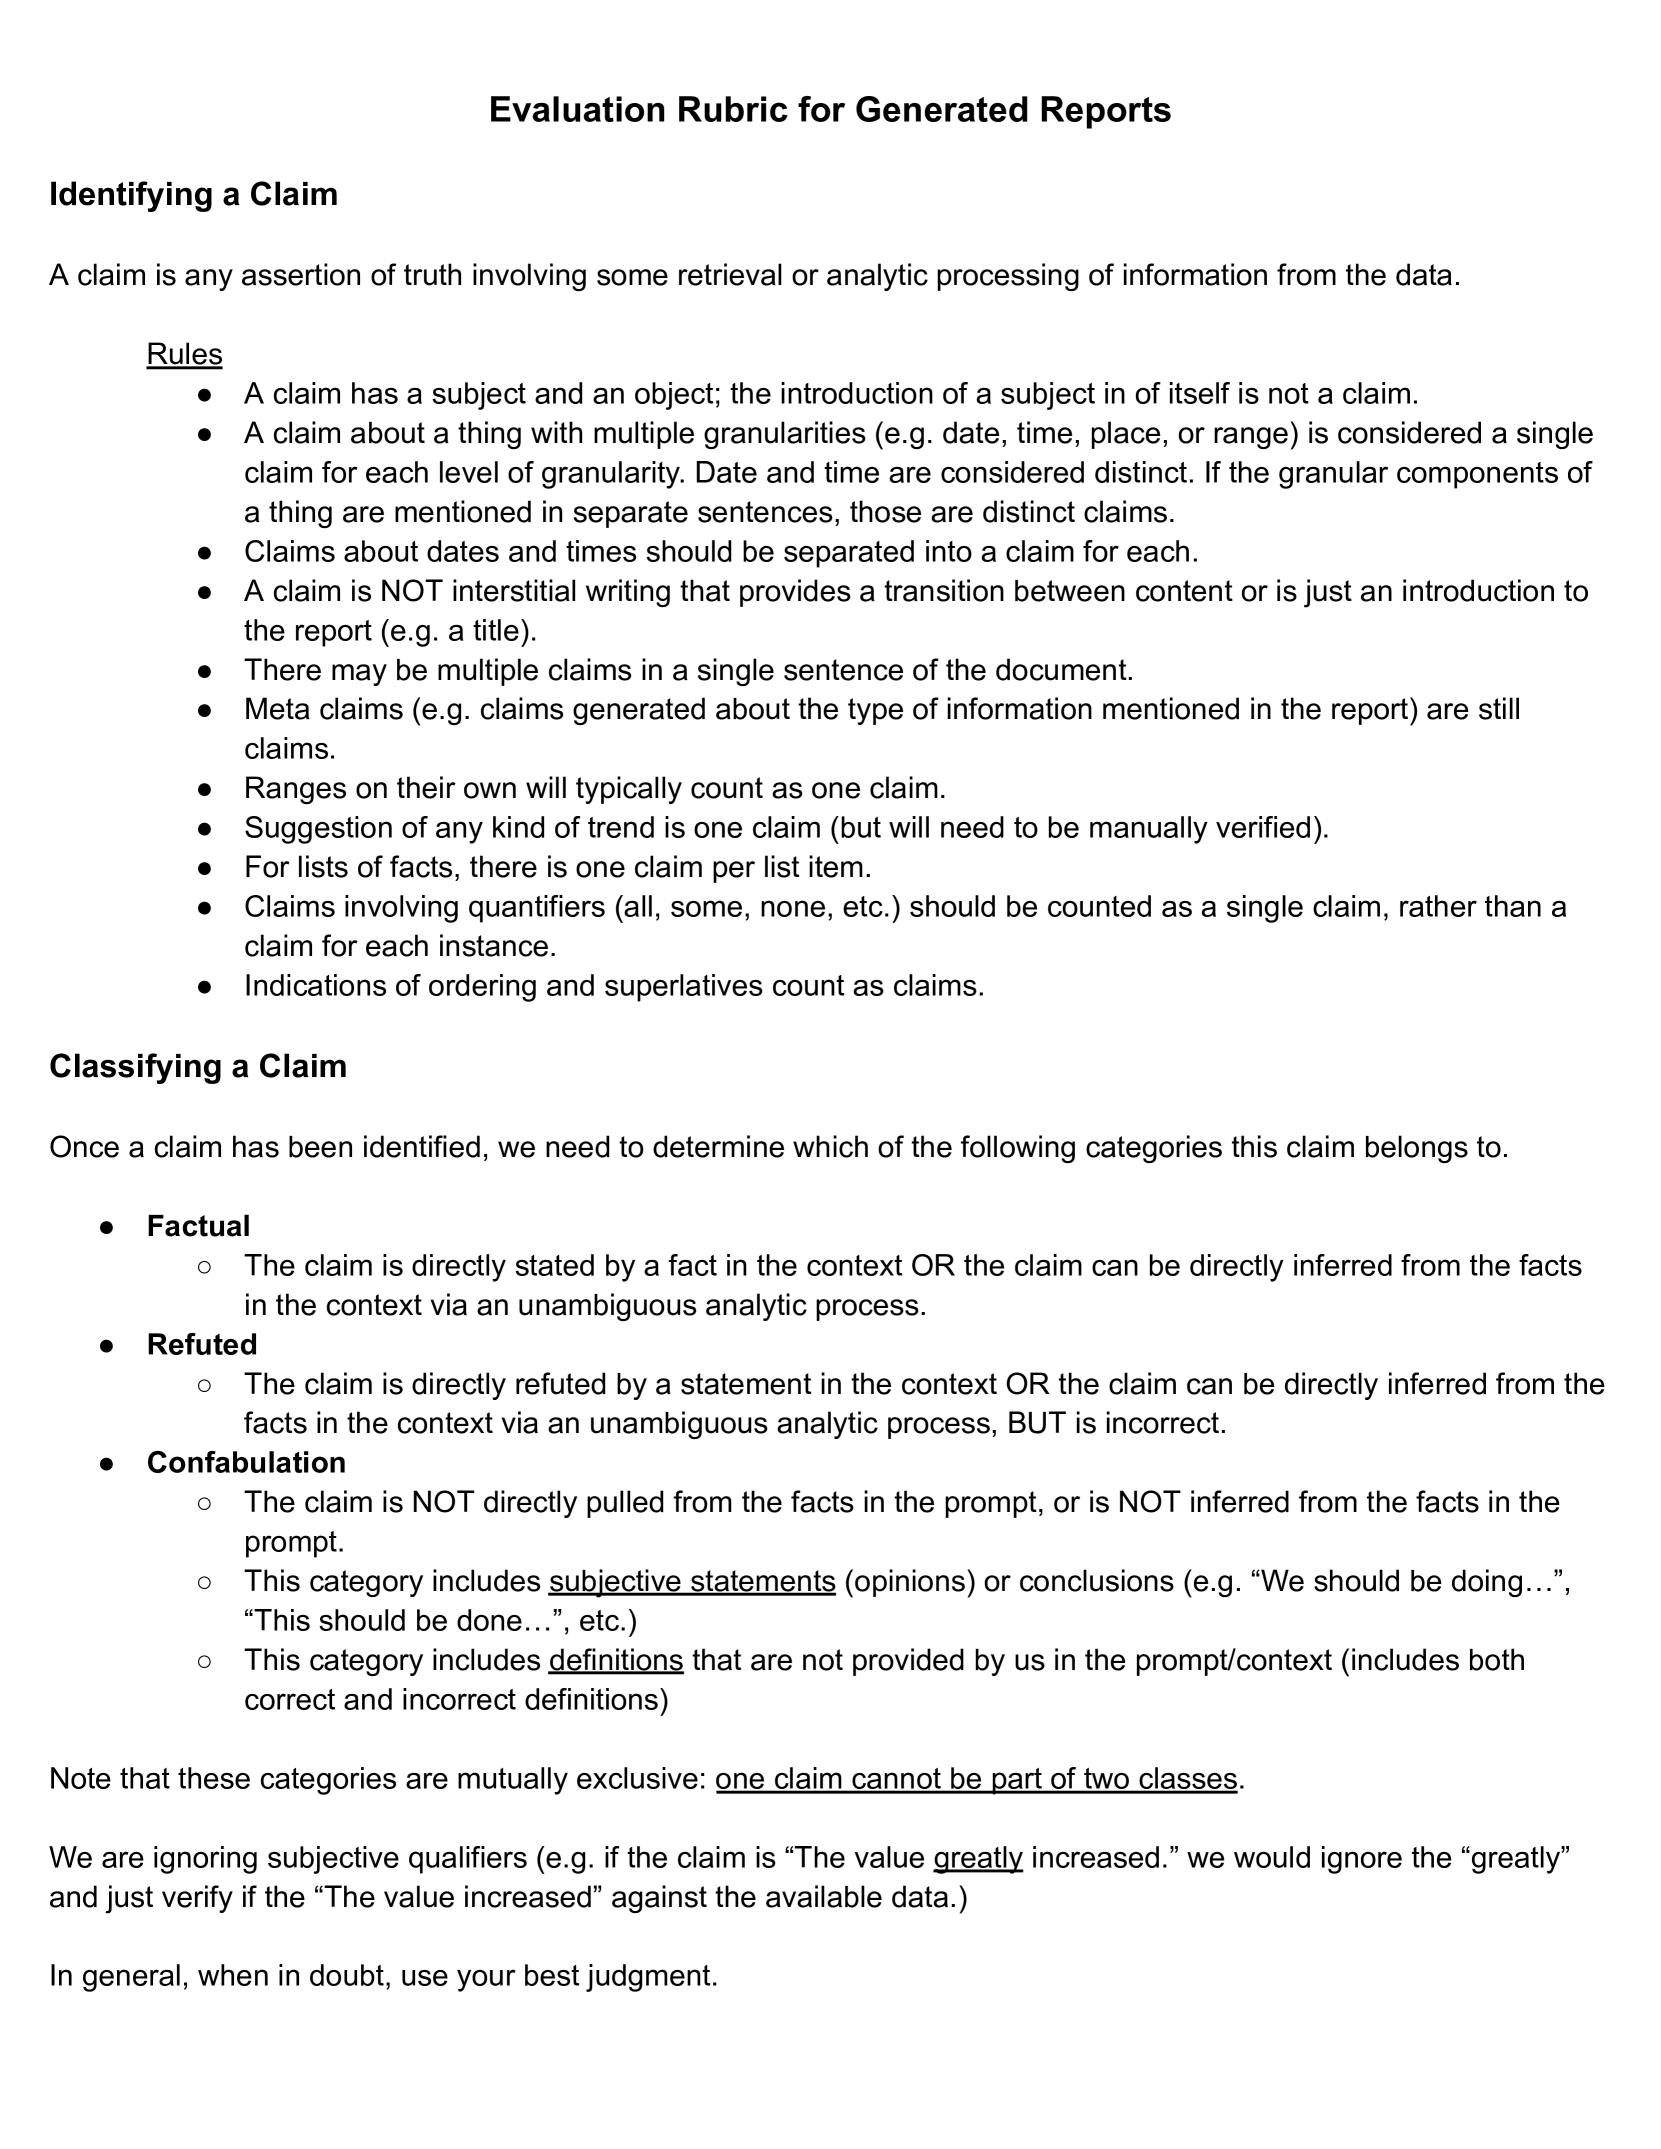 Evaluation Rubric for Generated Reports
Identifying a Claim
A claim is any assertion of truth involving some retrieval or analytic processing of information from the data.
Rules
● A claim has a subject and an object; the introduction of a subject in of itself is not a claim.
● A claim about a thing with multiple granularities (e.g. date, time, place, or range) is considered a single
claim for each level of granularity. Date and time are considered distinct. If the granular components of
a thing are mentioned in separate sentences, those are distinct claims.
● Claims about dates and times should be separated into a claim for each.
● A claim is NOT interstitial writing that provides a transition between content or is just an introduction to
the report (e.g. a title).
● There may be multiple claims in a single sentence of the document.
● Meta claims (e.g. claims generated about the type of information mentioned in the report) are still
claims.
● Ranges on their own will typically count as one claim.
● Suggestion of any kind of trend is one claim (but will need to be manually verified).
● For lists of facts, there is one claim per list item.
● Claims involving quantifiers (all, some, none, etc.) should be counted as a single claim, rather than a
claim for each instance.
● Indications of ordering and superlatives count as claims.
Classifying a Claim
Once a claim has been identified, we need to determine which of the following categories this claim belongs to.
● Factual
○ The claim is directly stated by a fact in the context OR the claim can be directly inferred from the facts
in the context via an unambiguous analytic process.
● Refuted
○ The claim is directly refuted by a statement in the context OR the claim can be directly inferred from the
facts in the context via an unambiguous analytic process, BUT is incorrect.
● Confabulation
○ The claim is NOT directly pulled from the facts in the prompt, or is NOT inferred from the facts in the
prompt.
○ This category includes subjective statements (opinions) or conclusions (e.g. “We should be doing…”,
“This should be done…”, etc.)
○ This category includes definitions that are not provided by us in the prompt/context (includes both
correct and incorrect definitions)
Note that these categories are mutually exclusive: one claim cannot be part of two classes.
We are ignoring subjective qualifiers (e.g. if the claim is “The value greatly increased.” we would ignore the “greatly”
and just verify if the “The value increased” against the available data.)
In general, when in doubt, use your best judgment.